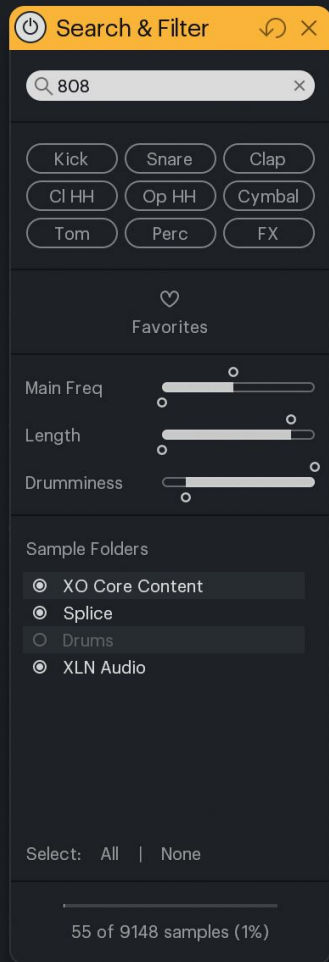 Search & Filter
808
Kick Snare Clap
Cl HH Op HH Cymbal
Tom Perc FX
Favorites
Main Freq
Length
Drumminess
Sample Folders
XO Core Content
Splice
Drums
XLN Audio
Select: All | None
55 of 9148 samples (1%)